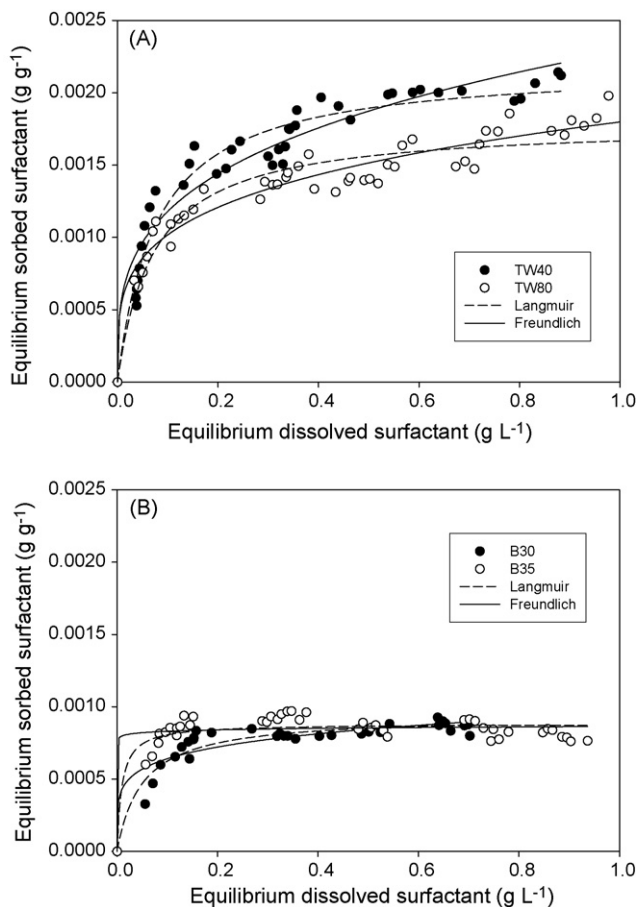 (A)
Equilibrium sorbed surfactant (g g⁻¹)
0.0025
0.0020
0.0015
0.0010
0.0005
0.0000
TW40
TW80
Langmuir
Freundlich
0.0 0.2 0.4 0.6 0.8 1.0
Equilibrium dissolved surfactant (g L⁻¹)
(B)
Equilibrium sorbed surfactant (g g⁻¹)
0.0025
0.0020
0.0015
0.0010
0.0005
0.0000
B30
B35
Langmuir
Freundlich
0.0 0.2 0.4 0.6 0.8 1.0
Equilibrium dissolved surfactant (g L⁻¹)